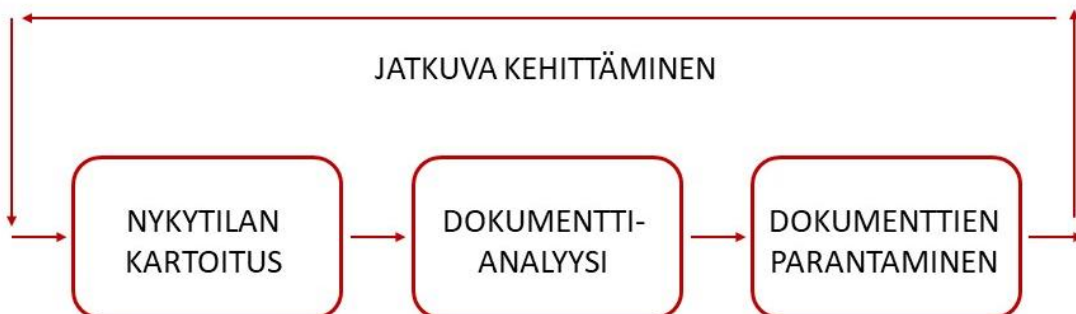 JATKUVA KEHITTÄMINEN
NYKYTILAN
KARTOITUS
DOKUMENTTI-
ANALYYSI
DOKUMENTTIEN
PARANTAMINEN